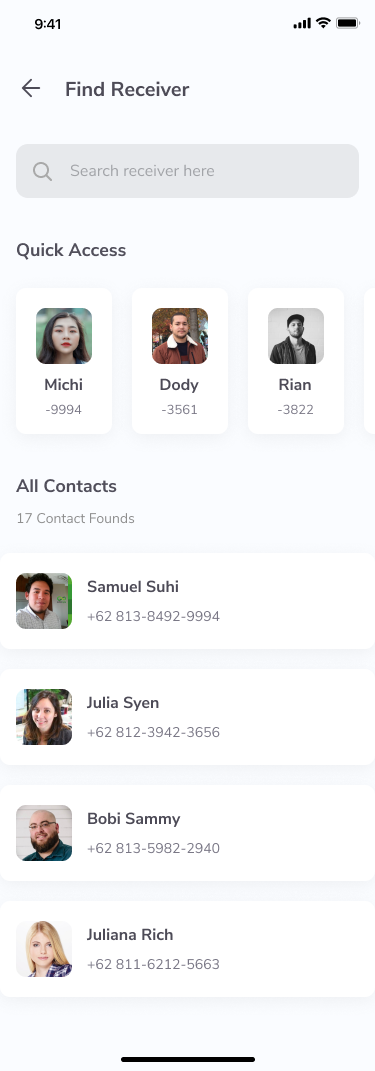 9:41
Find Receiver
Search receiver here
Quick Access
Michi
-9994
Dody
-3561
Rian
-3822
All Contacts
17 Contact Founds
Samuel Suhi
+62 813-8492-9994
Julia Syen
+62 812-3942-3656
Bobi Sammy
+62 813-5982-2940
Juliana Rich
+62 811-6212-5663